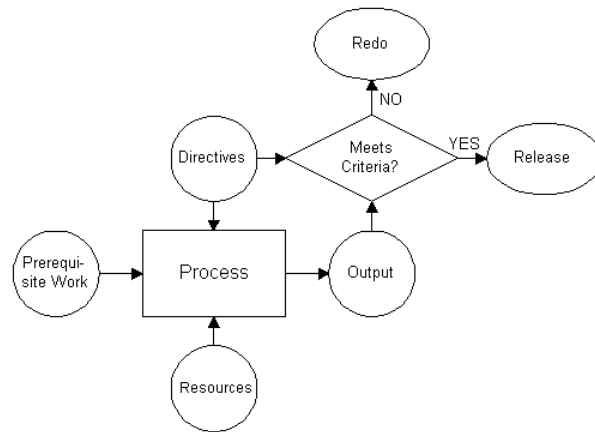 Redo
NO
Directives
Meets
Criteria?
YES
Release
Prerequi-
site Work
Process
Output
Resources